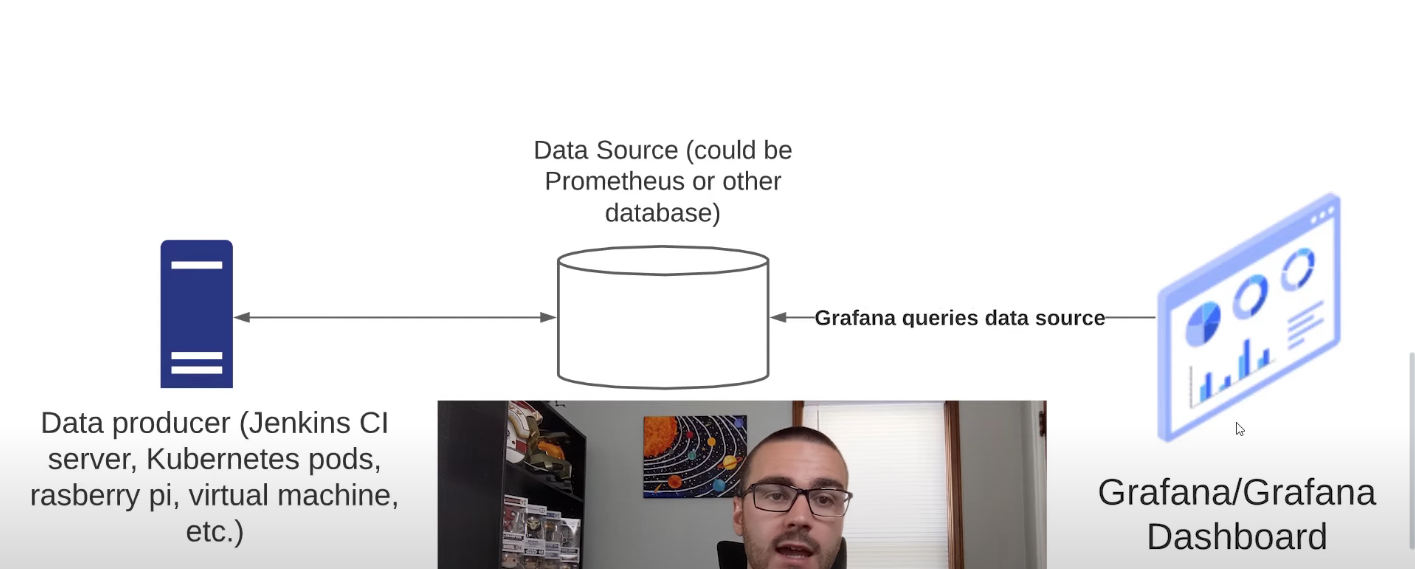 Data Source (could be
Prometheus or other
database)
Grafana queries data source
Data producer (Jenkins CI
server, Kubernetes pods,
rasberry pi, virtual machine,
etc.)
Grafana/Grafana
Dashboard